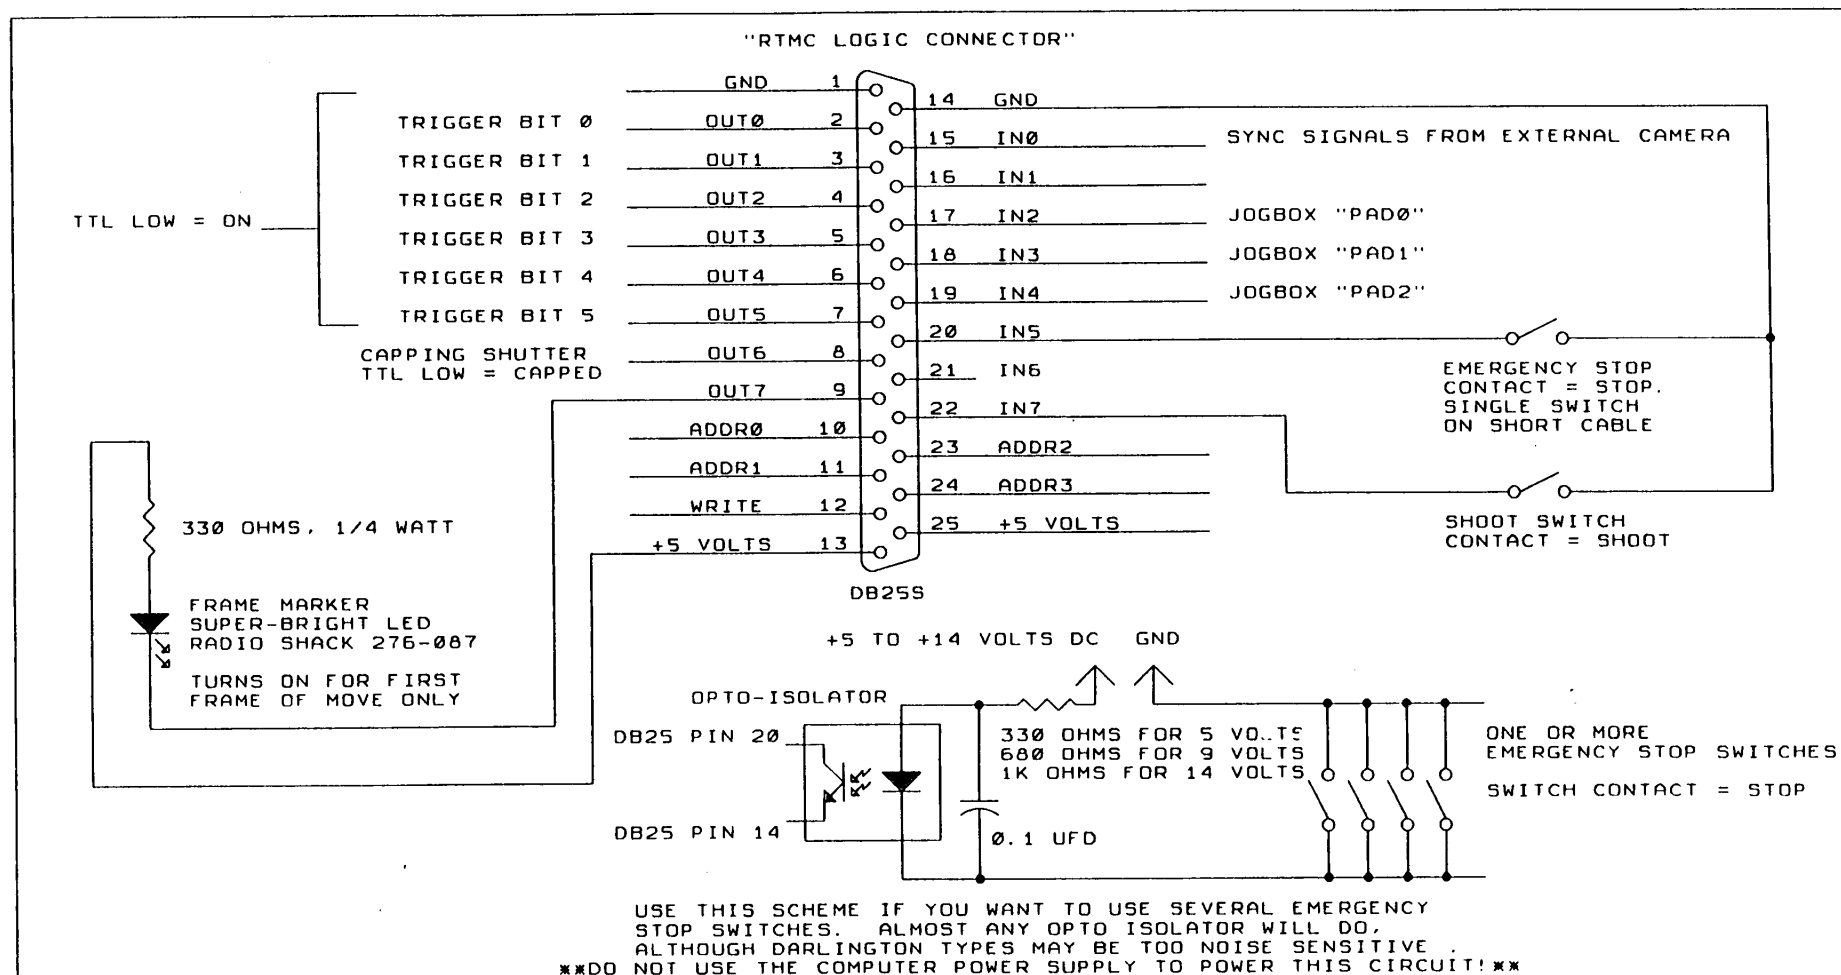 "RTMC LOGIC CONNECTOR"
GND 1
TRIGGER BIT 0 OUT0 2
TRIGGER BIT 1 OUT1 3
TRIGGER BIT 2 OUT2 4
TTL LOW = ON
TRIGGER BIT 3 OUT3 5
TRIGGER BIT 4 OUT4 6
TRIGGER BIT 5 OUT5 7
CAPPING SHUTTER OUT6 8
TTL LOW = CAPPED
OUT7 9
ADDR0 10
ADDR1 11
WRITE 12
+5 VOLTS 13
14 GND
15 IN0 SYNC SIGNALS FROM EXTERNAL CAMERA
16 IN1
17 IN2 JOGBOX "PAD0"
18 IN3 JOGBOX "PAD1"
19 IN4 JOGBOX "PAD2"
20 IN5
21 IN6
22 IN7
23 ADDR2
24 ADDR3
25 +5 VOLTS
EMERGENCY STOP
CONTACT = STOP.
SINGLE SWITCH
ON SHORT CABLE
SHOOT SWITCH
CONTACT = SHOOT
DB25S
330 OHMS, 1/4 WATT
FRAME MARKER
SUPER-BRIGHT LED
RADIO SHACK 276-087
TURNS ON FOR FIRST
FRAME OF MOVE ONLY
+5 TO +14 VOLTS DC GND
OPTO-ISOLATOR
DB25 PIN 20
DB25 PIN 14
330 OHMS FOR 5 VOLTS
680 OHMS FOR 9 VOLTS
1K OHMS FOR 14 VOLTS
0.1 UFD
ONE OR MORE
EMERGENCY STOP SWITCHES
SWITCH CONTACT = STOP
USE THIS SCHEME IF YOU WANT TO USE SEVERAL EMERGENCY
STOP SWITCHES. ALMOST ANY OPTO ISOLATOR WILL DO,
ALTHOUGH DARLINGTON TYPES MAY BE TOO NOISE SENSITIVE .
**DO NOT USE THE COMPUTER POWER SUPPLY TO POWER THIS CIRCUIT!**